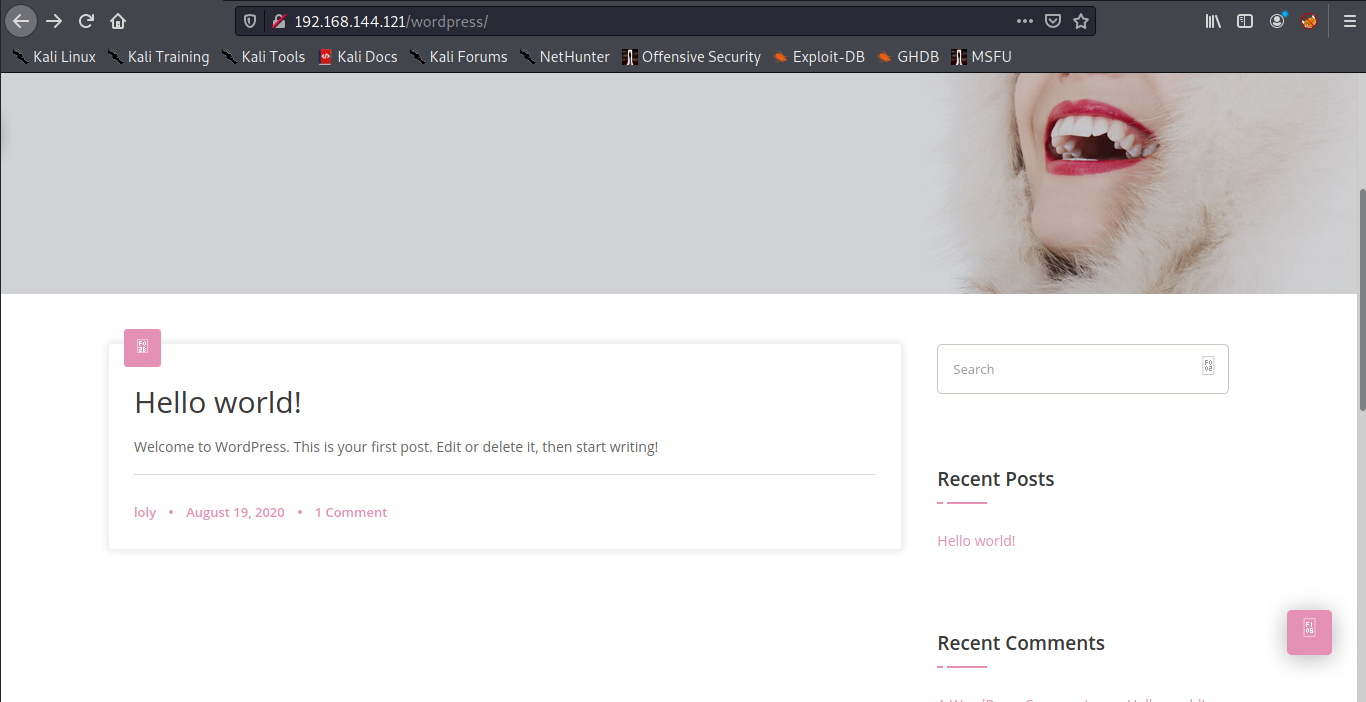 192.168.144.121/wordpress/
Kali Linux Kali Training Kali Tools Kali Docs Kali Forums NetHunter Offensive Security Exploit-DB GHDB MSFU
Hello world!
Welcome to WordPress. This is your first post. Edit or delete it, then start writing!
loly • August 19, 2020 • 1 Comment
Search
Recent Posts
Hello world!
Recent Comments